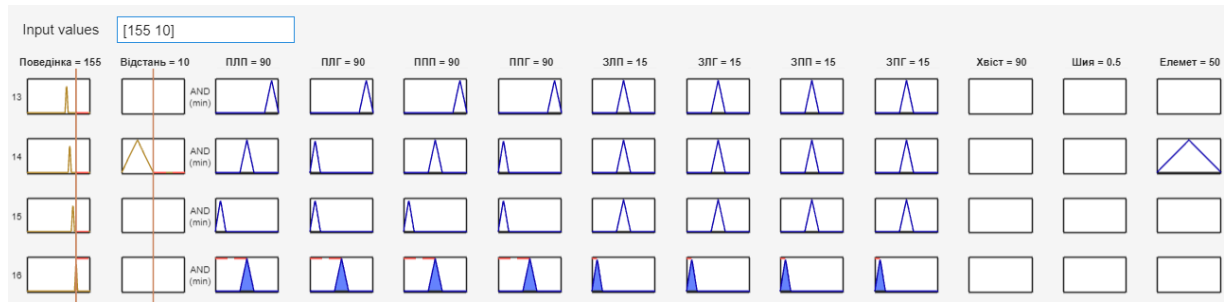 Input values [155 10]
Поведінка = 155 Відстань = 10 ПЛП = 90 ПЛГ = 90 ППП = 90 ППГ = 90 ЗЛП = 15 ЗЛГ = 15 ЗПП = 15 ЗПГ = 15 Хвіст = 90 Шия = 0.5 Елемет = 50
13 AND
(min)
14 AND
(min)
15 AND
(min)
16 AND
(min)